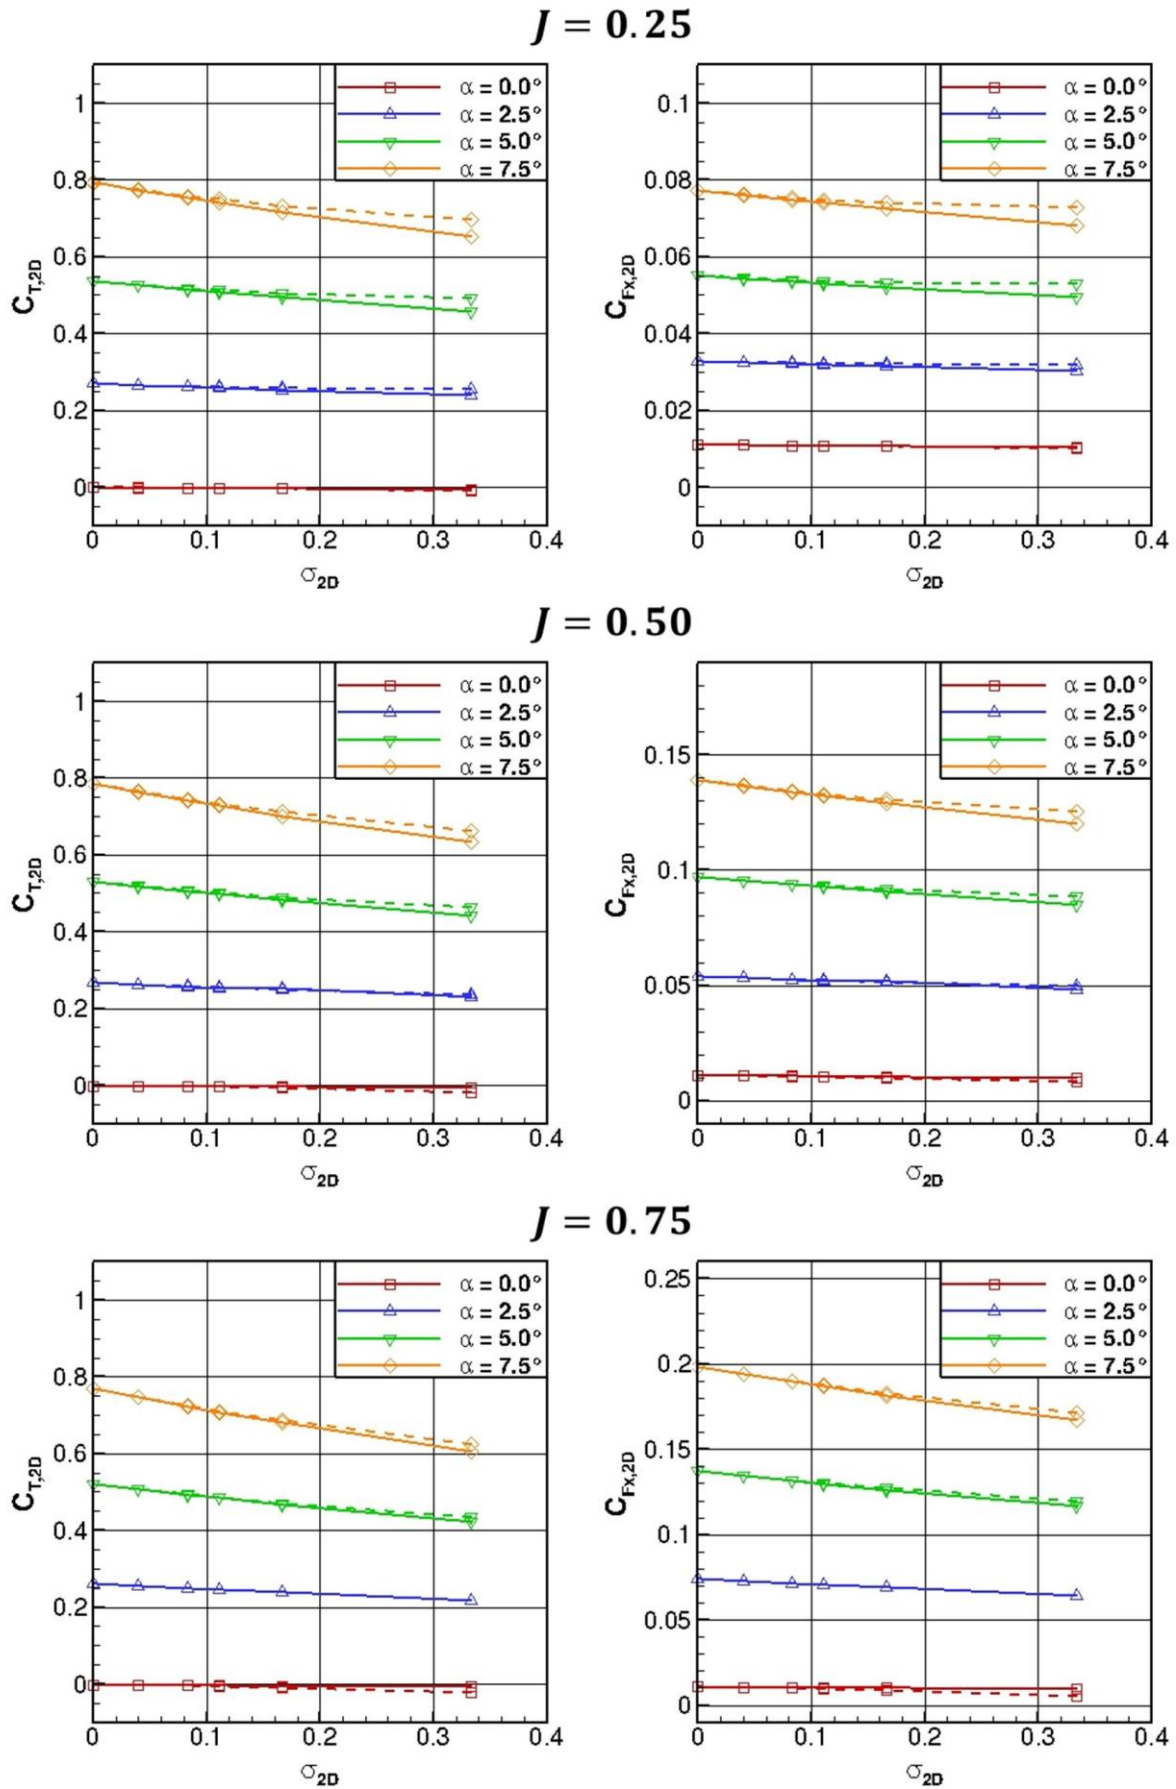 J = 0.25
α = 0.0°
α = 2.5°
α = 5.0°
α = 7.5°
1
0.8
0.6
0.4
0.2
0
C_T,2D
0 0.1 0.2 0.3 0.4
σ_2D
α = 0.0°
α = 2.5°
α = 5.0°
α = 7.5°
0.1
0.08
0.06
0.04
0.02
0
C_Fx,2D
0 0.1 0.2 0.3 0.4
σ_2D
J = 0.50
α = 0.0°
α = 2.5°
α = 5.0°
α = 7.5°
1
0.8
0.6
0.4
0.2
0
C_T,2D
0 0.1 0.2 0.3 0.4
σ_2D
α = 0.0°
α = 2.5°
α = 5.0°
α = 7.5°
0.15
0.1
0.05
0
C_Fx,2D
0 0.1 0.2 0.3 0.4
σ_2D
J = 0.75
α = 0.0°
α = 2.5°
α = 5.0°
α = 7.5°
1
0.8
0.6
0.4
0.2
0
C_T,2D
0 0.1 0.2 0.3 0.4
σ_2D
α = 0.0°
α = 2.5°
α = 5.0°
α = 7.5°
0.25
0.2
0.15
0.1
0.05
0
C_Fx,2D
0 0.1 0.2 0.3 0.4
σ_2D